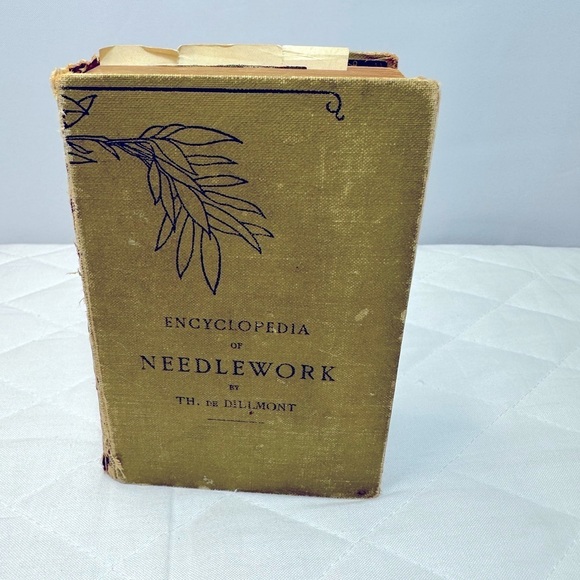 ENCYCLOPEDIA
OF
NEEDLEWORK
BY
TH. DE DILLMONT